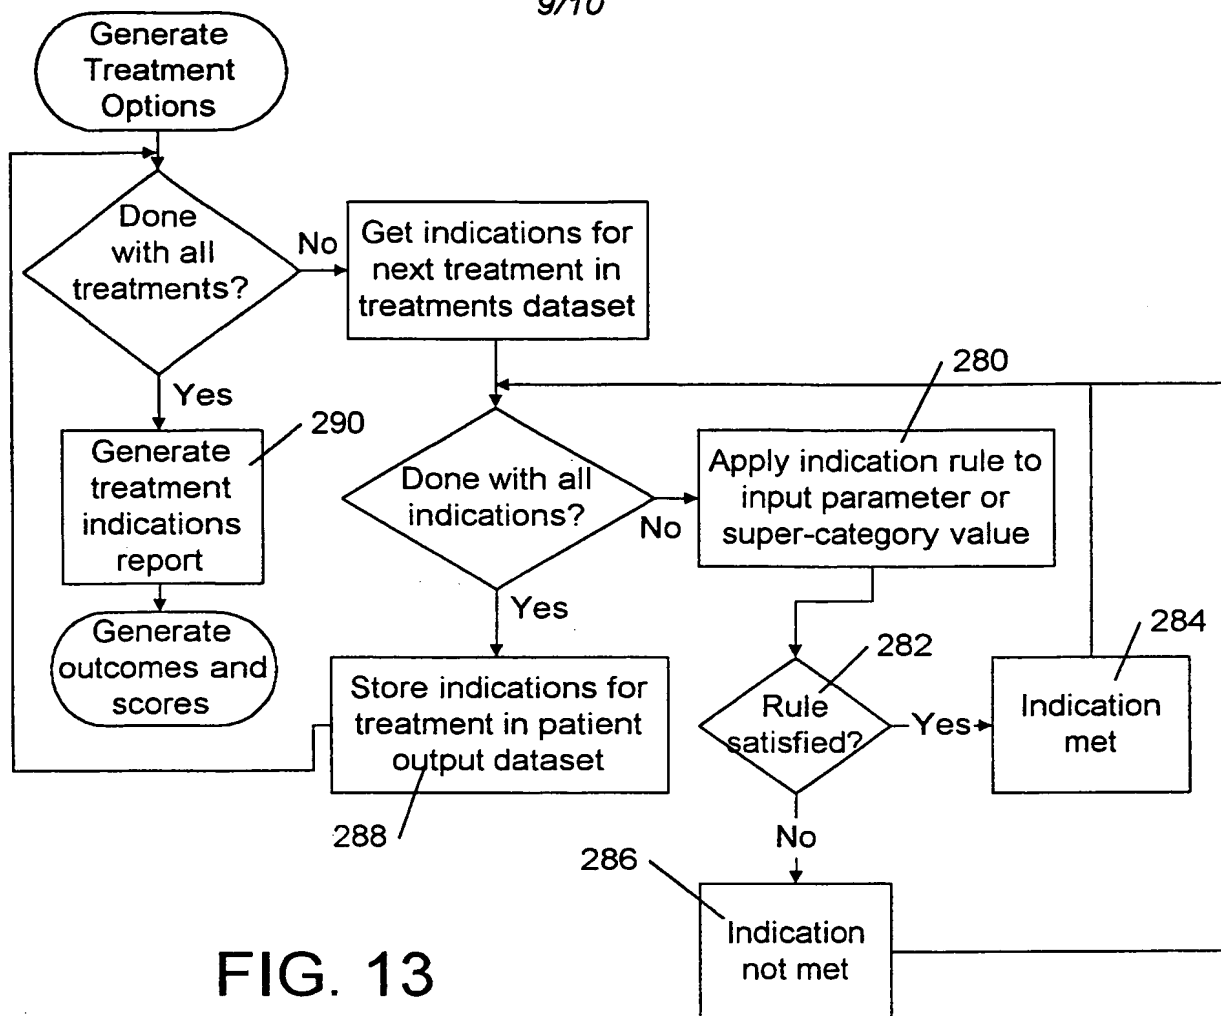 9/10
Generate
Treatment
Options
Done
with all
treatments?
No
Get indications for
next treatment in
treatments dataset
Yes
290
Generate
treatment
indications
report
Generate
outcomes and
scores
280
Done with all
indications?
No
Apply indication rule to
input parameter or
super-category value
Yes
Store indications for
treatment in patient
output dataset
288
282
Rule
satisfied?
Yes
284
Indication
met
No
286
Indication
not met
FIG. 13